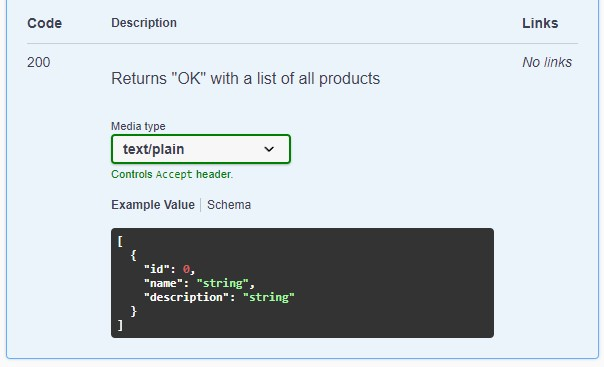 Code Description Links
200 No links
Returns "OK" with a list of all products
Media type
text/plain
Controls Accept header.
Example Value Schema
[
{
"id": 0,
"name": "string",
"description": "string"
}
]